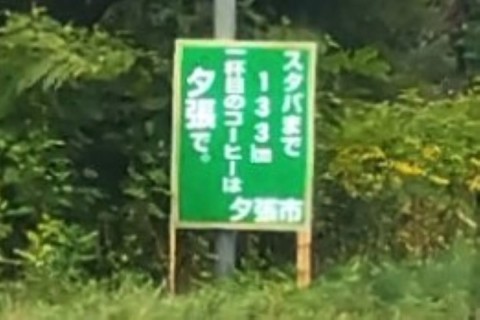 スタバまで
133km
一杯目のコーヒーは
夕張で。
夕張市